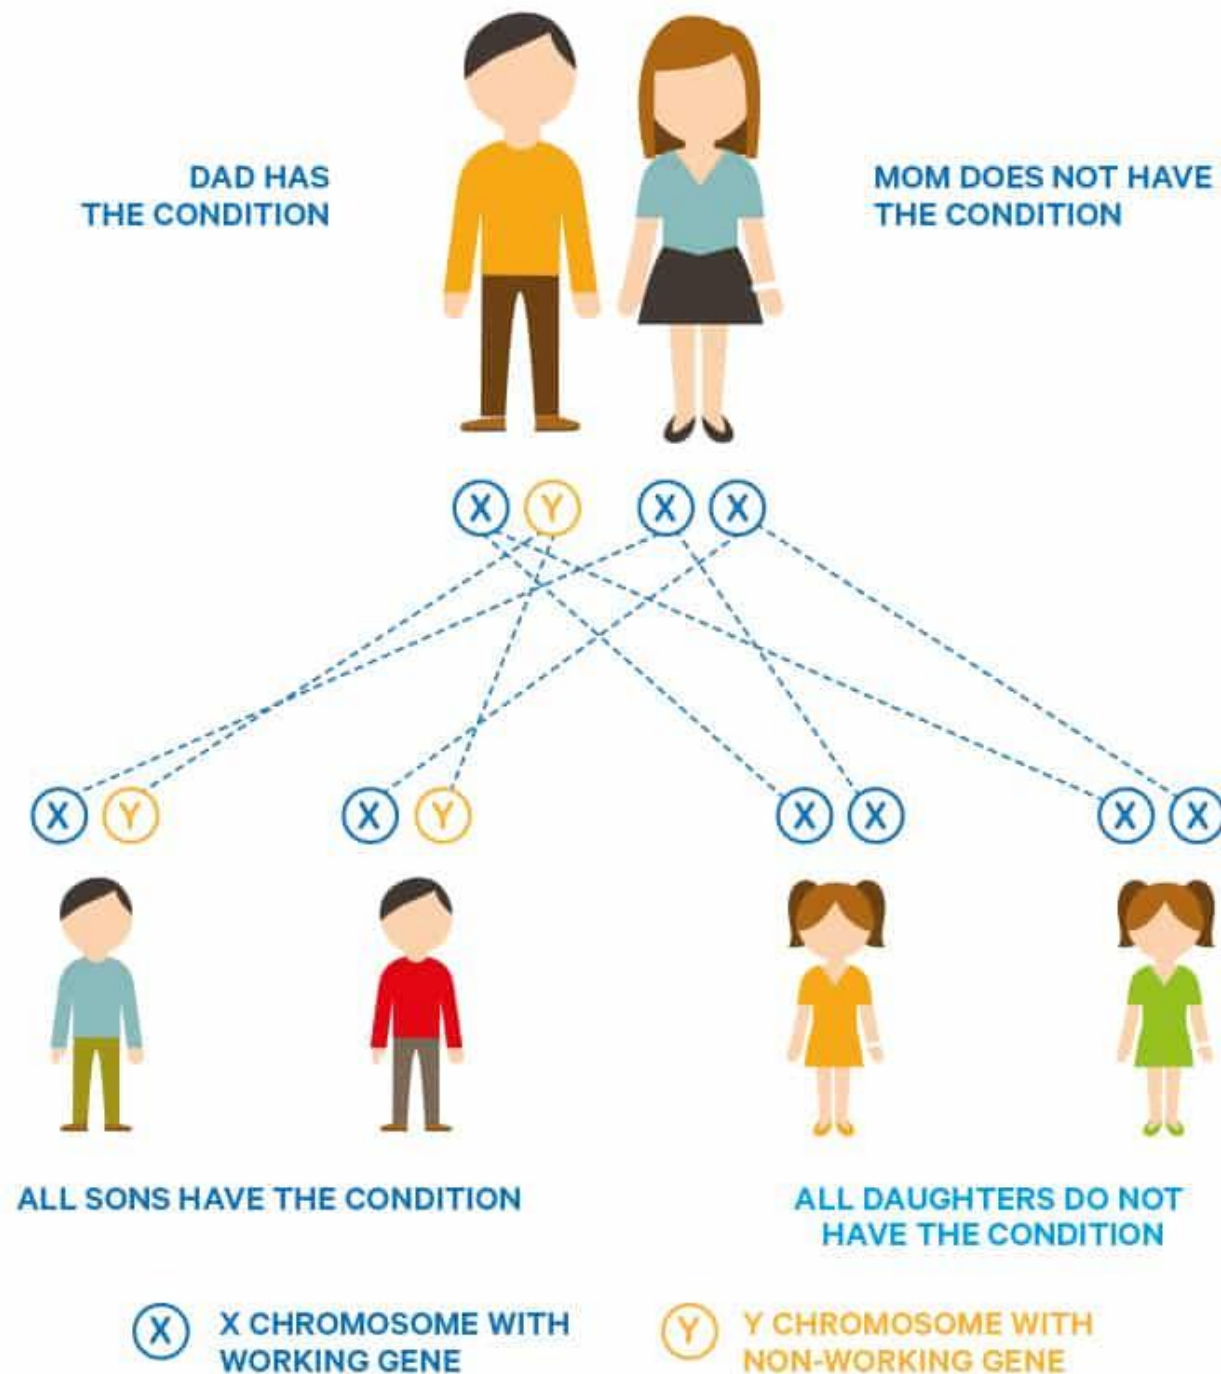 DAD HAS
THE CONDITION
MOM DOES NOT HAVE
THE CONDITION
X Y X X
X Y X Y X X X X
ALL SONS HAVE THE CONDITION
ALL DAUGHTERS DO NOT
HAVE THE CONDITION
X X CHROMOSOME WITH
WORKING GENE
Y Y CHROMOSOME WITH
NON-WORKING GENE